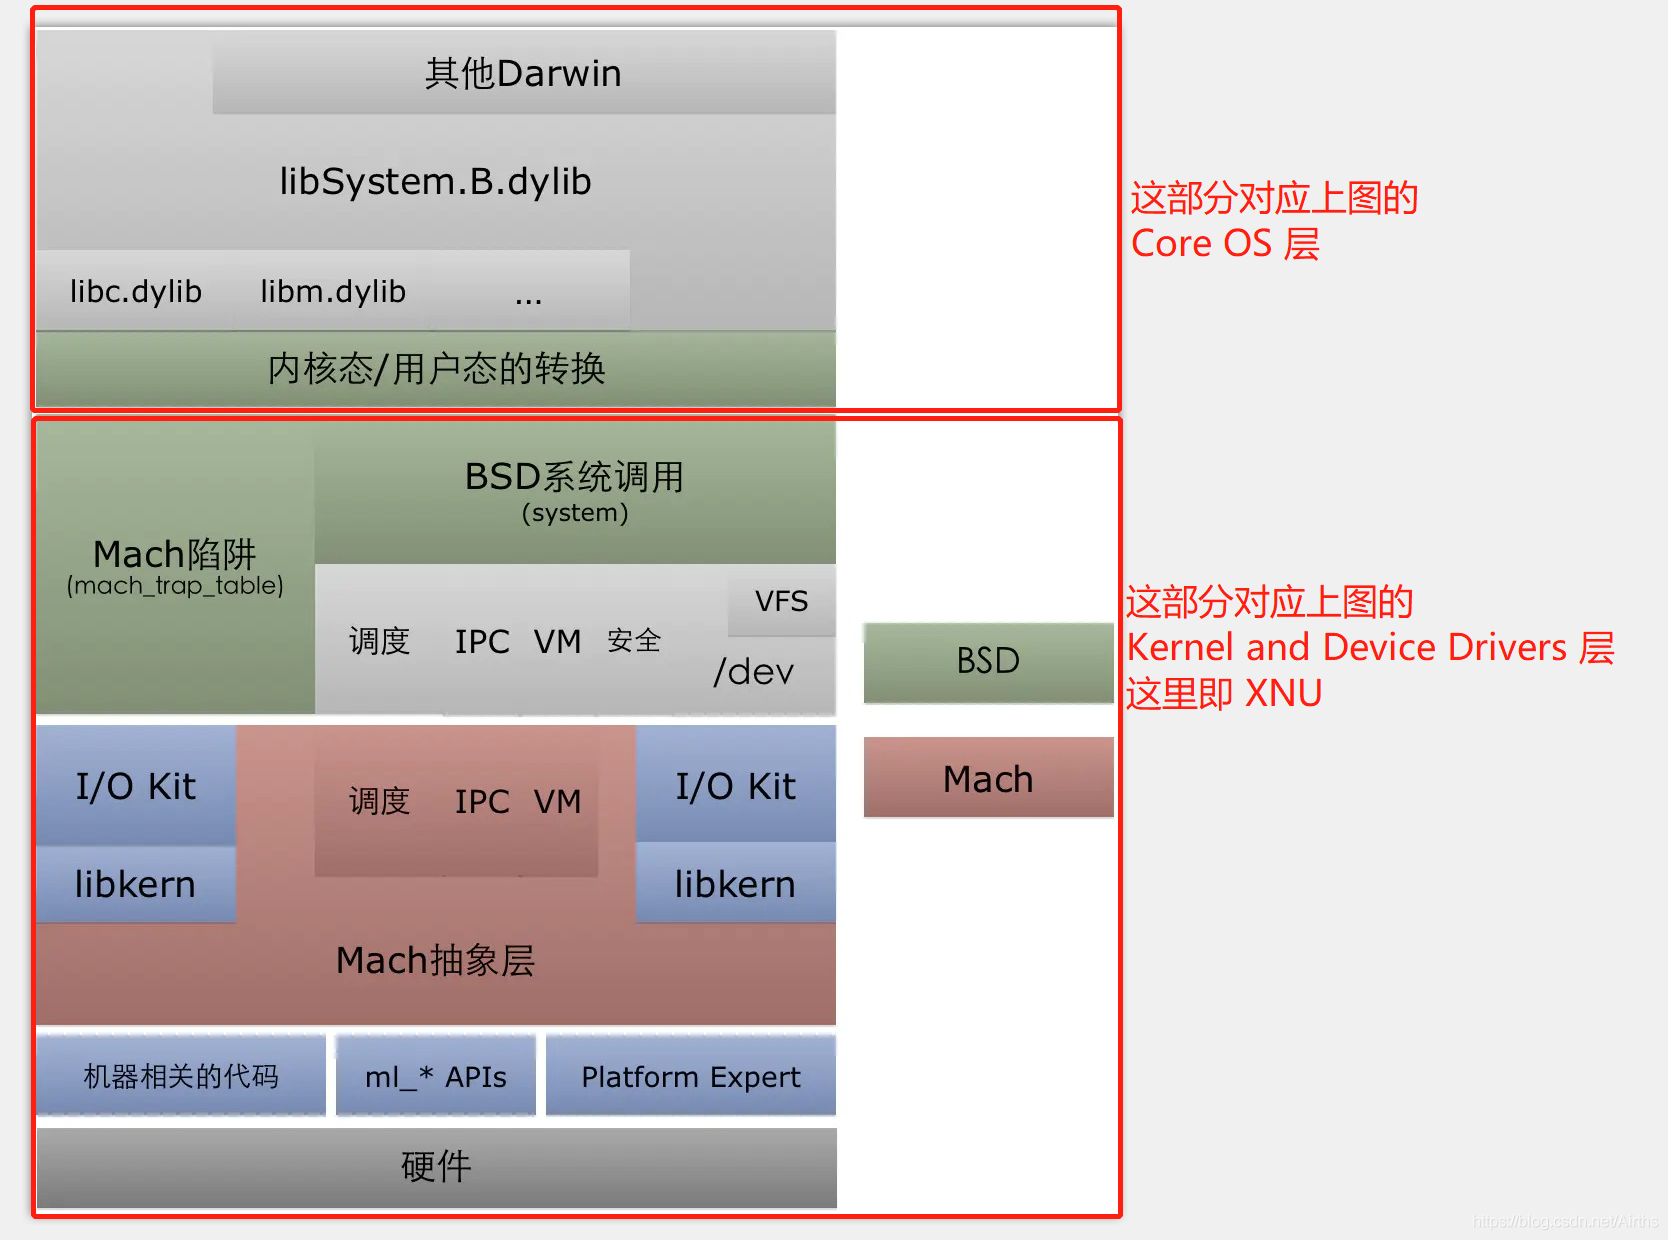 其他Darwin
libSystem.B.dylib
libc.dylib
libm.dylib
...
内核态/用户态的转换
这部分对应上图的
Core OS 层
Mach陷阱
(mach_trap_table)
BSD系统调用
(system)
调度 IPC VM 安全
VFS
/dev
I/O Kit
libkern
调度 IPC VM
I/O Kit
libkern
Mach抽象层
机器相关的代码
ml_* APIs
Platform Expert
硬件
BSD
Mach
这部分对应上图的
Kernel and Device Drivers 层
这里即 XNU
https://blog.csdn.net/Airths